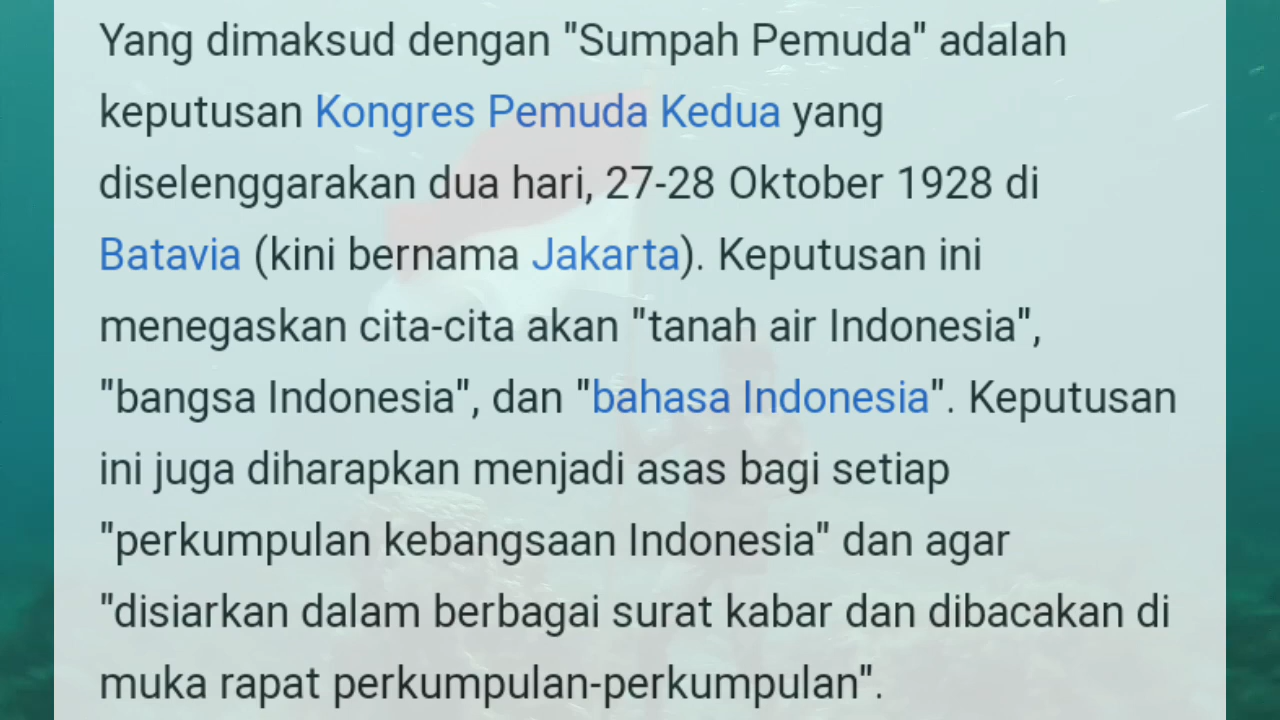 Yang dimaksud dengan "Sumpah Pemuda" adalah
keputusan Kongres Pemuda Kedua yang
diselenggarakan dua hari, 27-28 Oktober 1928 di
Batavia (kini bernama Jakarta). Keputusan ini
menegaskan cita-cita akan "tanah air Indonesia",
"bangsa Indonesia", dan "bahasa Indonesia". Keputusan
ini juga diharapkan menjadi asas bagi setiap
"perkumpulan kebangsaan Indonesia" dan agar
"disiarkan dalam berbagai surat kabar dan dibacakan di
muka rapat perkumpulan-perkumpulan".